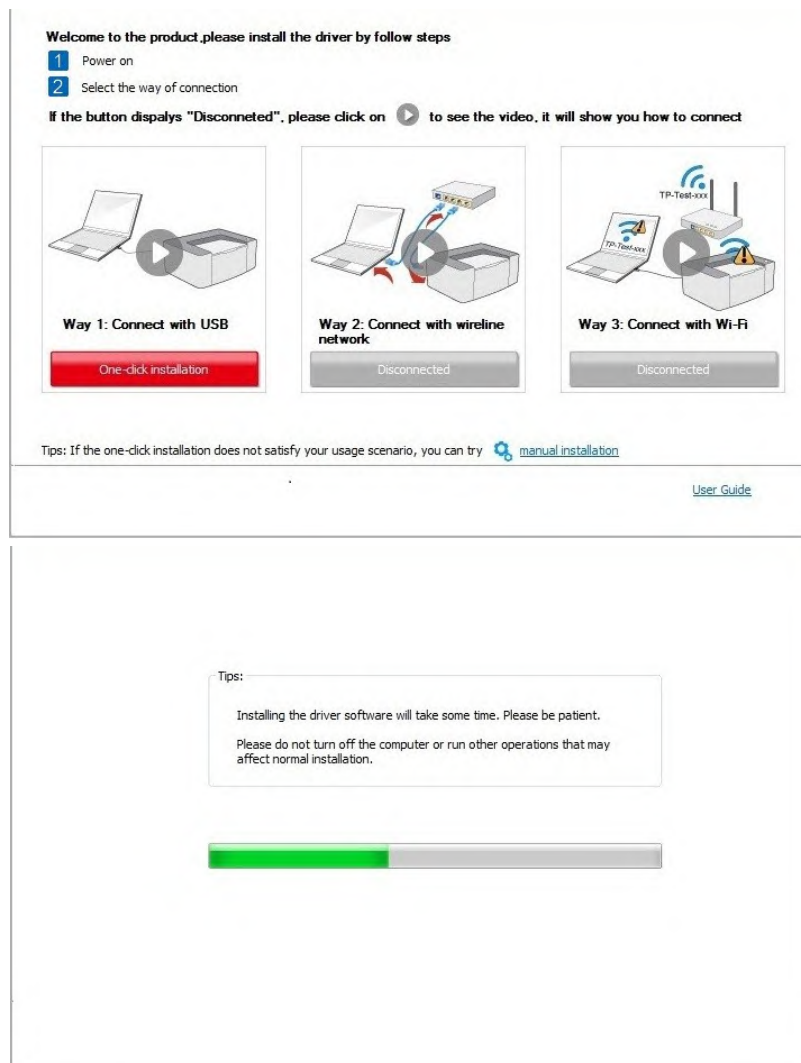 Welcome to the product,please install the driver by follow steps
1 Power on
2 Select the way of connection
If the button dispalys "Disconneted", please click on to see the video, it will show you how to connect
TP-Test-xxx
TP-Test-xxx
Way 1: Connect with USB
Way 2: Connect with wireline
network
Way 3: Connect with Wi-Fi
One-click installation
Disconnected
Disconnected
Tips: If the one-click installation does not satisfy your usage scenario, you can try manual installation
User Guide
Tips:
Installing the driver software will take some time. Please be patient.
Please do not turn off the computer or run other operations that may
affect normal installation.